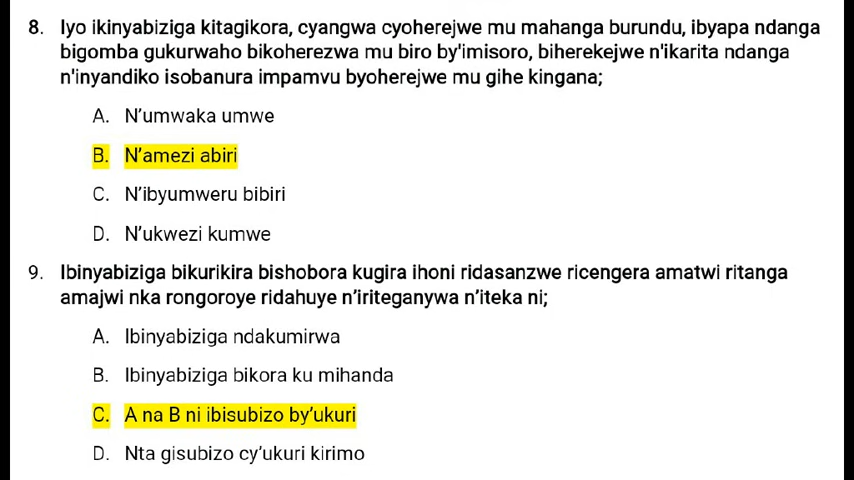 8. Iyo ikinyabiziga kitagikora, cyangwa cyoherejwe mu mahanga burundu, ibyapa ndanga
bigomba gukurwaho bikoherezwa mu biro by'imisoro, biherekejwe n'ikarita ndanga
n'inyandiko isobanura impamvu byoherejwe mu gihe kingana;
A. N'umwaka umwe
B. N'amezi abiri
C. N'ibyumweru bibiri
D. N'ukwezi kumwe
9. Ibinyabiziga bikurikira bishobora kugira ihoni ridasanzwe ricengera amatwi ritanga
amajwi nka rongoroye ridahuye n'iriteganywa n'iteka ni;
A. Ibinyabiziga ndakumirwa
B. Ibinyabiziga bikora ku mihanda
C. A na B ni ibisubizo by'ukuri
D. Nta gisubizo cy'ukuri kirimo